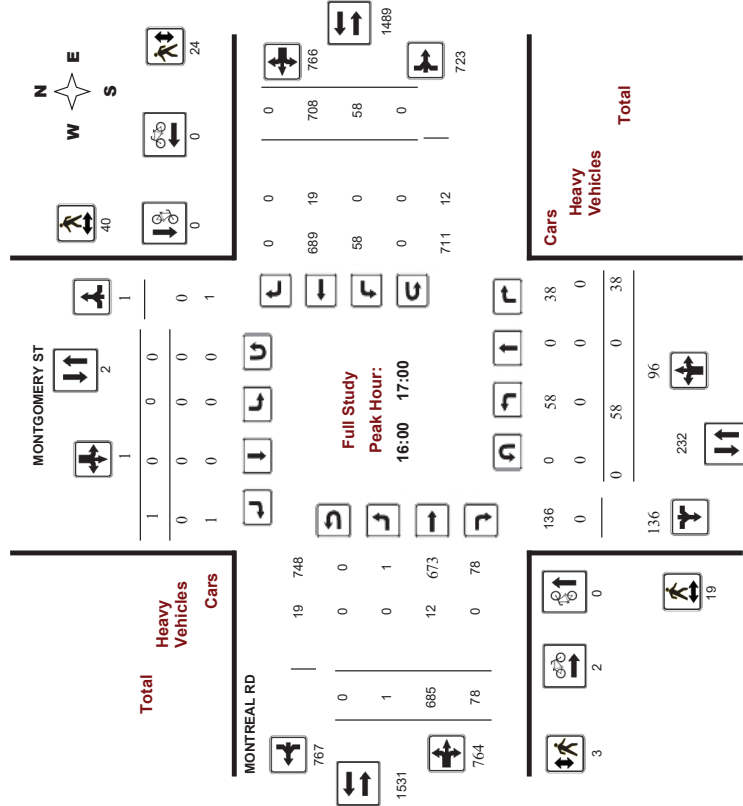 MONTGOMERY ST
2
1
1
1 0 0 0
0 0 0 0 0
1 0 0 0 1
Total
Heavy
Vehicles
Cars
N
W E
S
40
24
0
0
MONTREAL RD
767
1531
764
19 748
0 0 0
1 0 1
685 12 673
78 0 78
Full Study
Peak Hour:
16:00 17:00
0 0 0
689 19 708
58 0 58
0 0 0
711 12
766
1489
723
136 0 58 0 38
0 0 0 0 0
0 58 0 38
136
96
232
Cars
Heavy
Vehicles
Total
3
2
0
19